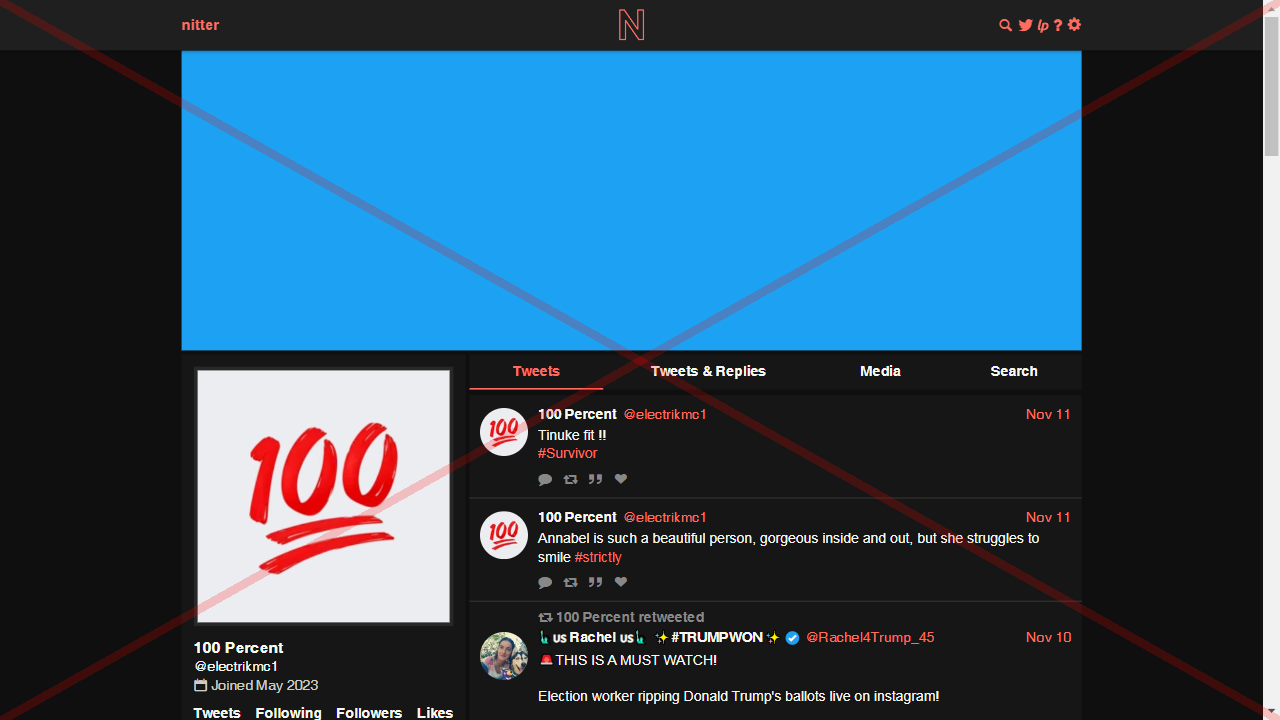 nitter
N
lp ?
Tweets Tweets & Replies Media Search
100
100 Percent @electrikmc1 Nov 11
Tinuke fit !!
#Survivor
100 Percent @electrikmc1 Nov 11
Annabel is such a beautiful person, gorgeous inside and out, but she struggles to
smile #strictly
100 Percent retweeted
🗽us Rachel us🗽 ✨#TRUMPWON✨ @Rachel4Trump_45 Nov 10
🚨THIS IS A MUST WATCH!
Election worker ripping Donald Trump's ballots live on instagram!
100 Percent
@electrikmc1
Joined May 2023
Tweets Following Followers Likes